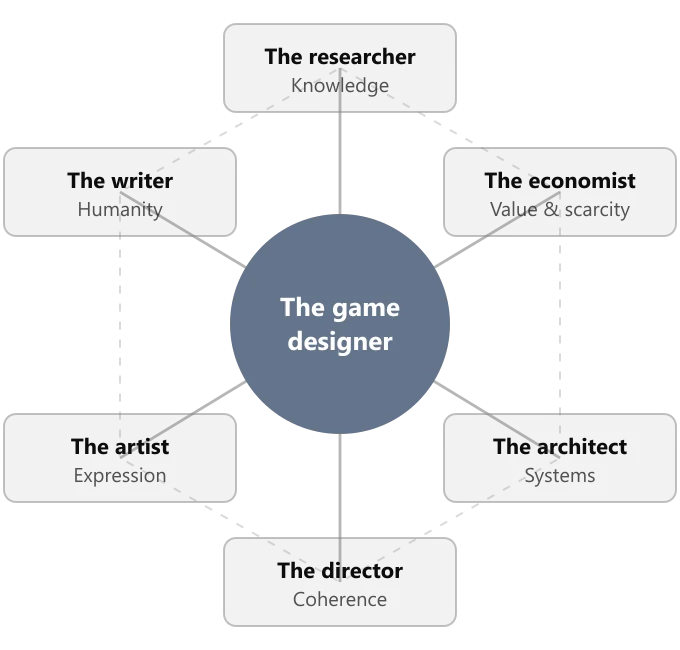 The researcher
Knowledge
The writer
Humanity
The economist
Value & scarcity
The game
designer
The artist
Expression
The architect
Systems
The director
Coherence